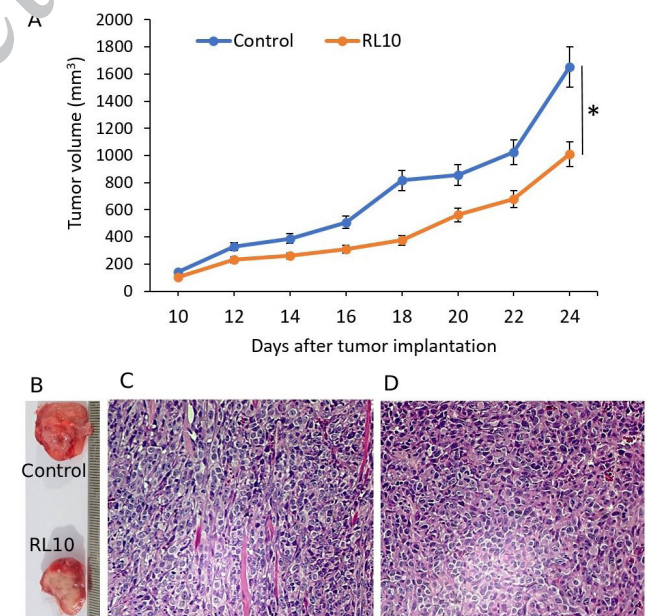 A
2000
1800
1600
1400
1200
1000
800
600
400
200
0
Tumor volume (mm³)
Control
RL10
*
10 12 14 16 18 20 22 24
Days after tumor implantation
B
C
D
Control
RL10